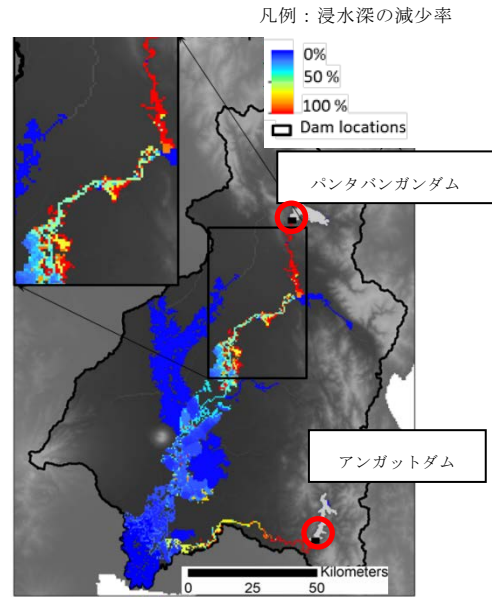 凡例：浸水深の減少率
0%
50 %
100 %
Dam locations
パンタバンガンダム
アンガットダム
Kilometers
0 25 50